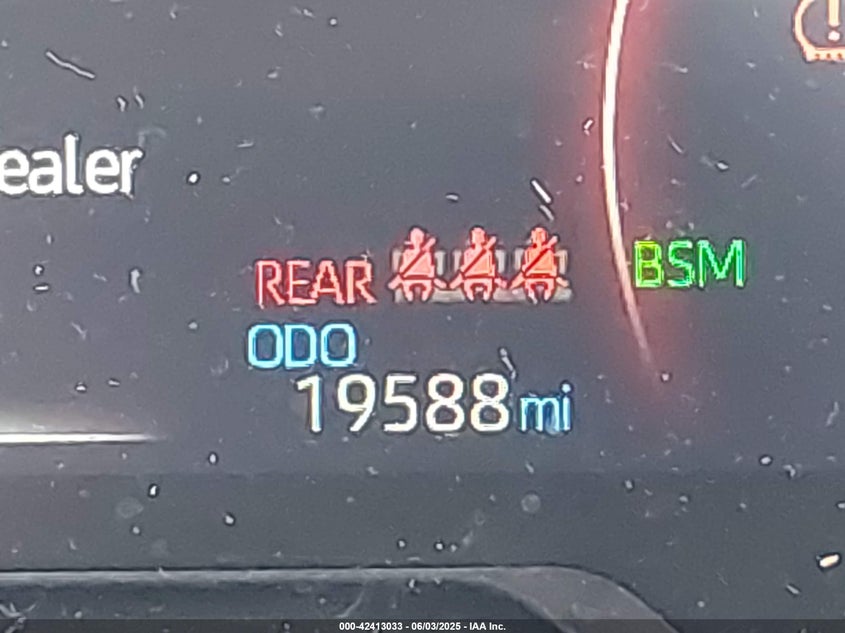 ealer
REAR
BSM
ODO
19588 mi
000-42413033 - 06/03/2025 - IAA Inc.